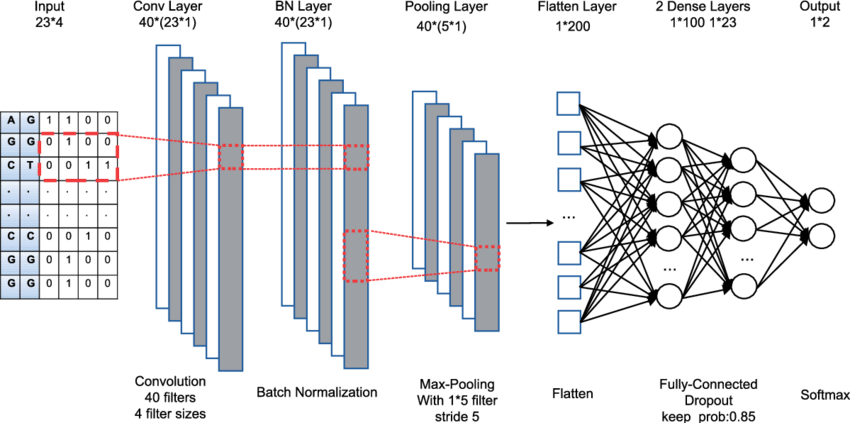 Input
23*4
Conv Layer
40*(23*1)
BN Layer
40*(23*1)
Pooling Layer
40*(5*1)
Flatten Layer
1*200
2 Dense Layers
1*100 1*23
Output
1*2
A G 1 1 0 0
G G 0 1 0 0
C T 0 0 1 1
. . . . . .
. . . . . .
C C 0 0 1 0
G G 0 1 0 0
G G 0 1 0 0
...
...
...
Convolution
40 filters
4 filter sizes
Batch Normalization
Max-Pooling
With 1*5 filter
stride 5
Flatten
Fully-Connected
Dropout
keep_prob:0.85
Softmax